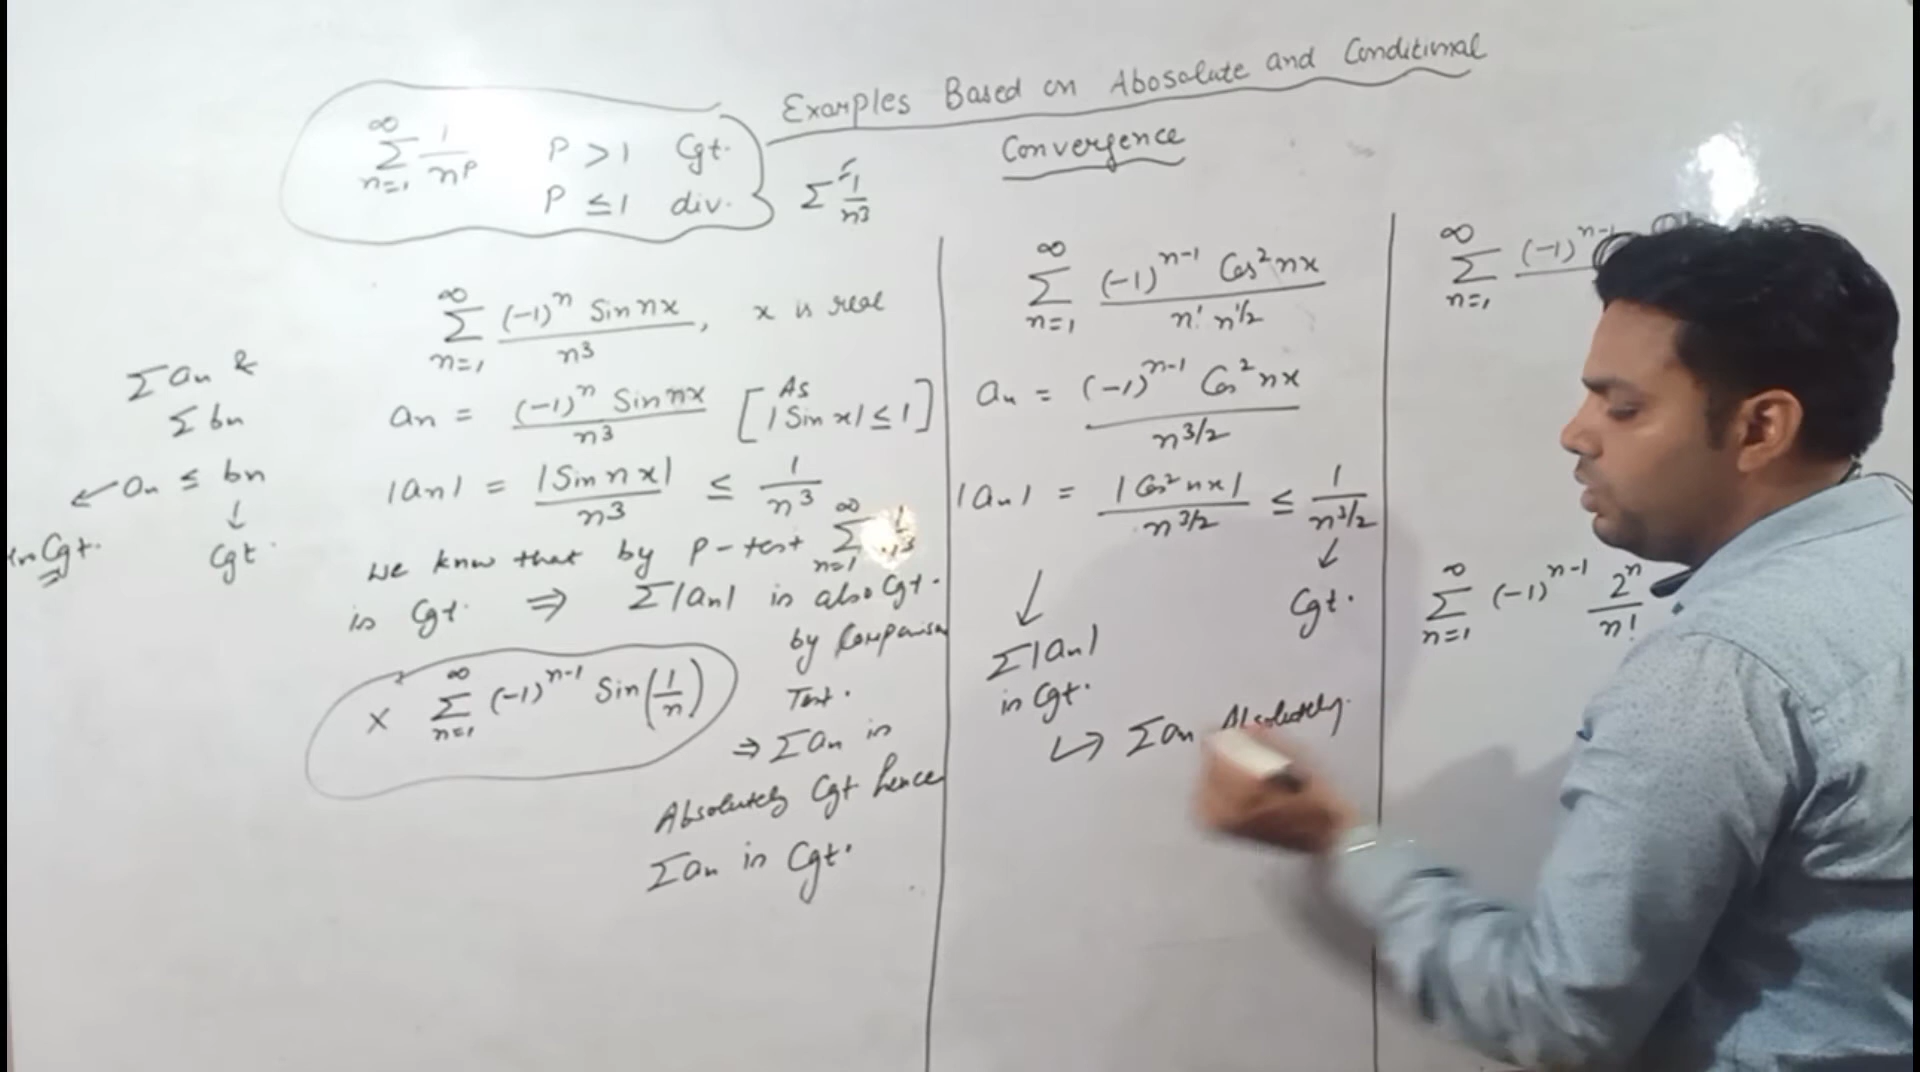 Examples Based on Abosolute and Conditional
Convergence
∞
Σ 1/n^p P > 1 Cgt.
n=1 P ≤ 1 div.
Σ 1/n³
Σ an &
Σ bn
an ≤ bn
↓
Cgt. Cgt.
∞
Σ (-1)^n Sin nx / n³, x is real
n=1
an = (-1)^n Sin nx / n³ [As |Sin x| ≤ 1]
|an| = |Sin n x| / n³ ≤ 1/n³
we know that by P-test ∞ Σ n=1
is Cgt. ⇒ Σ|an| is also Cgt.
by Comparison
Test.
⇒ Σ an is
Absolutely Cgt hence
Σ an is Cgt.
x ∞ Σ n=1 (-1)^{n-1} Sin(1/n)
∞
Σ (-1)^{n-1} Cos² nx / n! n^{1/2}
n=1
an = (-1)^{n-1} Cos² nx / n^{3/2}
|an| = |Cos² nx| / n^{3/2} ≤ 1/n^{3/2}
↓ ↓
Σ|an| Cgt.
is Cgt.
↳ Σ an Absolutely.
∞
Σ (-1)^{n-1}
n=1
∞
Σ (-1)^{n-1} 2^n / n!
n=1